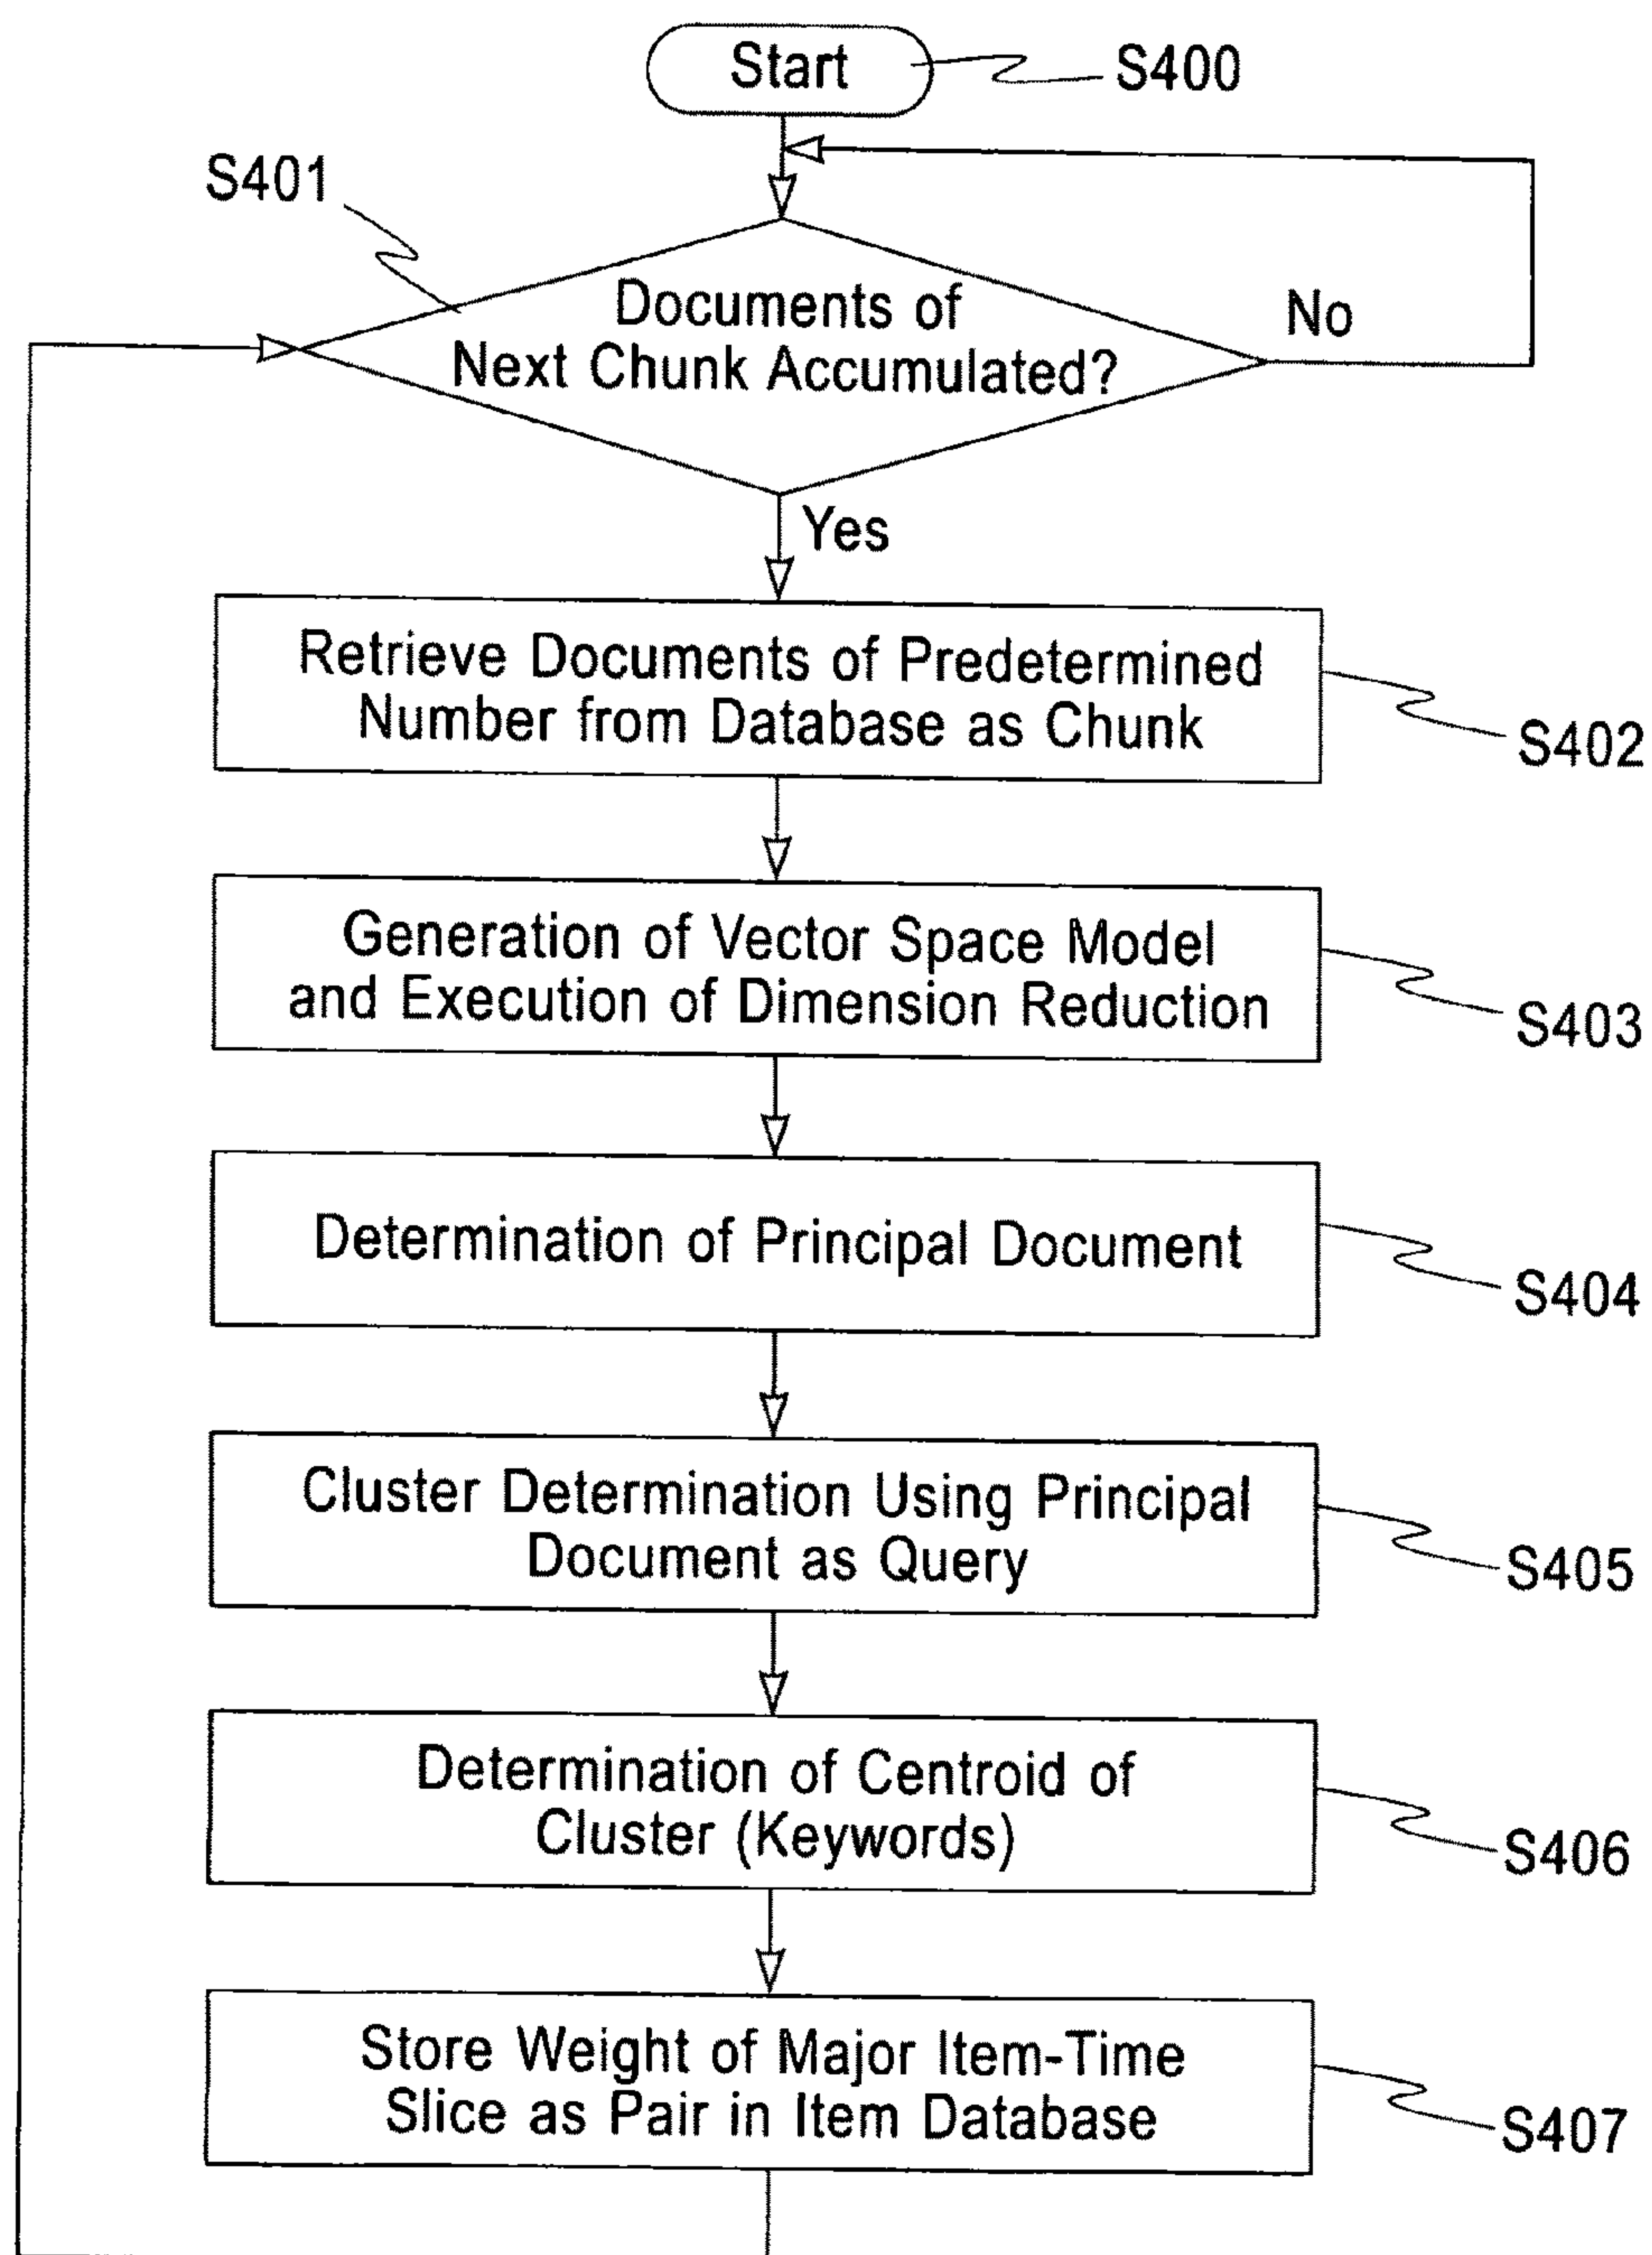 Start
S400
S401
Documents of
Next Chunk Accumulated?
No
Yes
Retrieve Documents of Predetermined
Number from Database as Chunk
S402
Generation of Vector Space Model
and Execution of Dimension Reduction
S403
Determination of Principal Document
S404
Cluster Determination Using Principal
Document as Query
S405
Determination of Centroid of
Cluster (Keywords)
S406
Store Weight of Major Item-Time
Slice as Pair in Item Database
S407